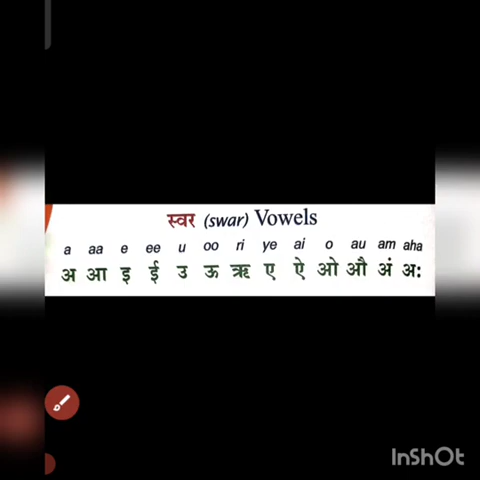 स्वर (swar) Vowels
a aa e ee u oo ri ye ai o au am aha
अ आ इ ई उ ऊ ऋ ए ऐ ओ औ अं अः
InShOt